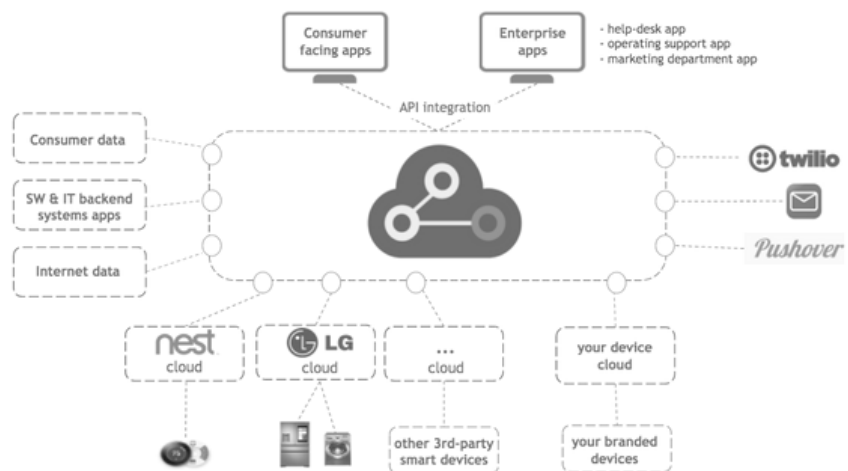 Consumer
facing apps
Enterprise
apps
- help-desk app
- operating support app
- marketing department app
API integration
Consumer data
SW & IT backend
systems apps
Internet data
twilio
Pushover
nest
cloud
LG
cloud
...
cloud
your device
cloud
other 3rd-party
smart devices
your branded
devices